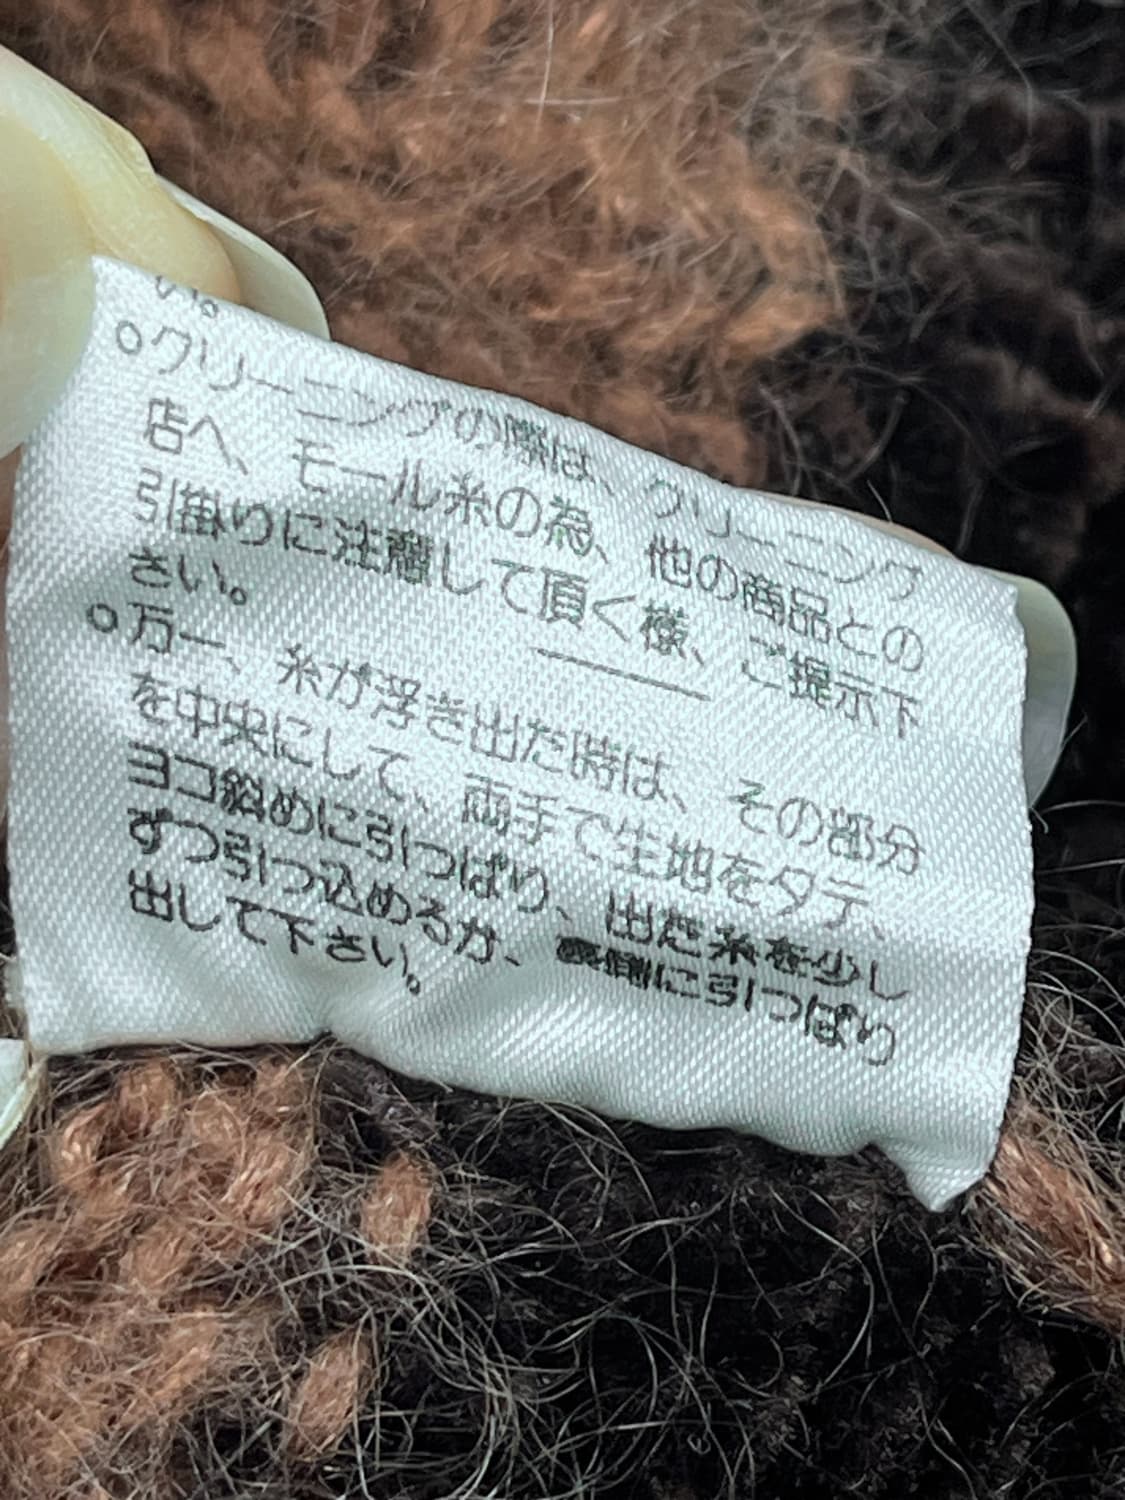 い。
○クリーニングの際は、クリーニング
店へ、モール糸の為、他の商品との
引掛りに注意して頂く様、ご提示下
さい。
○万一、糸が浮き出た時は、その部分
を中央にして、両手で生地をタテ、
ヨコ斜めに引っぱり、出た糸を少し
ずつ引っ込めるか、裏側に引っぱり
出して下さい。